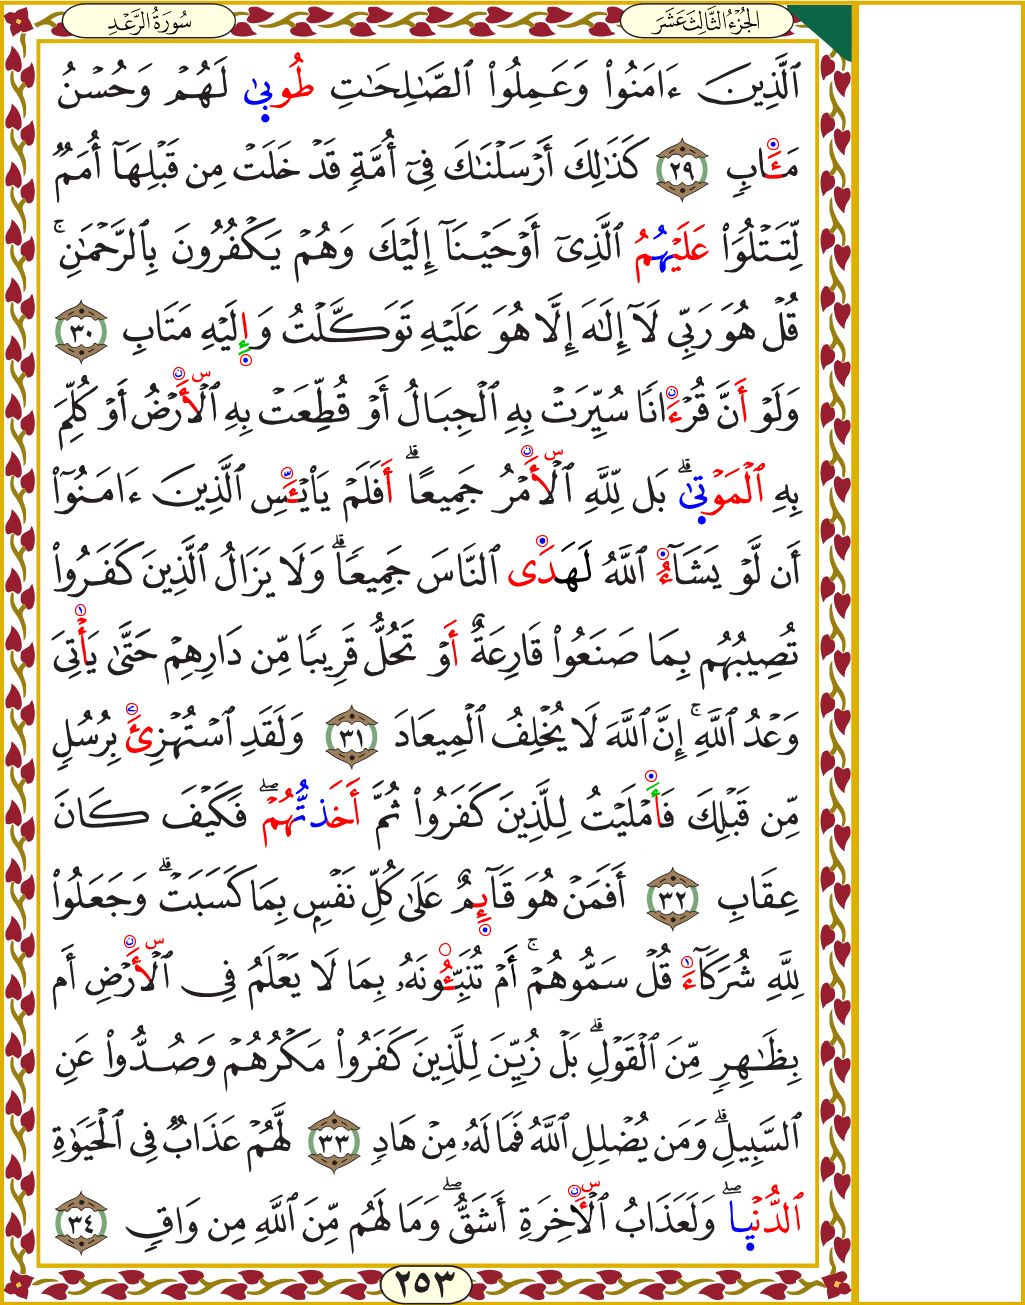 الجُزْءُ الثَّالِثَ عَشَرَ
سُورَةُ الرَّعْدِ
ٱلَّذِينَ ءَامَنُواْ وَعَمِلُواْ ٱلصَّٰلِحَٰتِ طُوبَىٰ لَهُمۡ وَحُسۡنُ
مَـَٔابٖ ٢٩ كَذَٰلِكَ أَرۡسَلۡنَٰكَ فِيٓ أُمَّةٖ قَدۡ خَلَتۡ مِن قَبۡلِهَآ أُمَمٞ
لِّتَتۡلُوَاْ عَلَيۡهُمُ ٱلَّذِيٓ أَوۡحَيۡنَآ إِلَيۡكَ وَهُمۡ يَكۡفُرُونَ بِٱلرَّحۡمَٰنِۚ
قُلۡ هُوَ رَبِّي لَآ إِلَٰهَ إِلَّا هُوَ عَلَيۡهِ تَوَكَّلۡتُ وَإِلَيۡهِ مَتَابِ ٣٠
وَلَوۡ أَنَّ قُرۡءَانٗا سُيِّرَتۡ بِهِ ٱلۡجِبَالُ أَوۡ قُطِّعَتۡ بِهِ ٱلۡأَرۡضُ أَوۡ كُلِّمَ
بِهِ ٱلۡمَوۡتَىٰۗ بَل لِّلَّهِ ٱلۡأَمۡرُ جَمِيعًاۗ أَفَلَمۡ يَاْيۡـَٔسِ ٱلَّذِينَ ءَامَنُوٓاْ
أَن لَّوۡ يَشَآءُ ٱللَّهُ لَهَدَى ٱلنَّاسَ جَمِيعٗاۗ وَلَا يَزَالُ ٱلَّذِينَ كَفَرُواْ
تُصِيبُهُم بِمَا صَنَعُواْ قَارِعَةٌ أَوۡ تَحُلُّ قَرِيبٗا مِّن دَارِهِمۡ حَتَّىٰ يَأۡتِيَ
وَعۡدُ ٱللَّهِۚ إِنَّ ٱللَّهَ لَا يُخۡلِفُ ٱلۡمِيعَادَ ٣١ وَلَقَدِ ٱسۡتُهۡزِئَ بِرُسُلٖ
مِّن قَبۡلِكَ فَأَمۡلَيۡتُ لِلَّذِينَ كَفَرُواْ ثُمَّ أَخَذتُّهُمۡۖ فَكَيۡفَ كَانَ
عِقَابِ ٣٢ أَفَمَنۡ هُوَ قَآئِمٌ عَلَىٰ كُلِّ نَفۡسِۭ بِمَا كَسَبَتۡۗ وَجَعَلُواْ
لِلَّهِ شُرَكَآءَ قُلۡ سَمُّوهُمۡۚ أَمۡ تُنَبِّـُٔونَهُۥ بِمَا لَا يَعۡلَمُ فِي ٱلۡأَرۡضِ أَم
بِظَٰهِرٖ مِّنَ ٱلۡقَوۡلِۗ بَلۡ زُيِّنَ لِلَّذِينَ كَفَرُواْ مَكۡرُهُمۡ وَصُدُّواْ عَنِ
ٱلسَّبِيلِۗ وَمَن يُضۡلِلِ ٱللَّهُ فَمَا لَهُۥ مِنۡ هَادٖ ٣٣ لَّهُمۡ عَذَابٞ فِي ٱلۡحَيَوٰةِ
ٱلدُّنۡيَاۖ وَلَعَذَابُ ٱلۡأٓخِرَةِ أَشَقُّۖ وَمَا لَهُم مِّنَ ٱللَّهِ مِن وَاقٖ ٣٤
٢٥٣